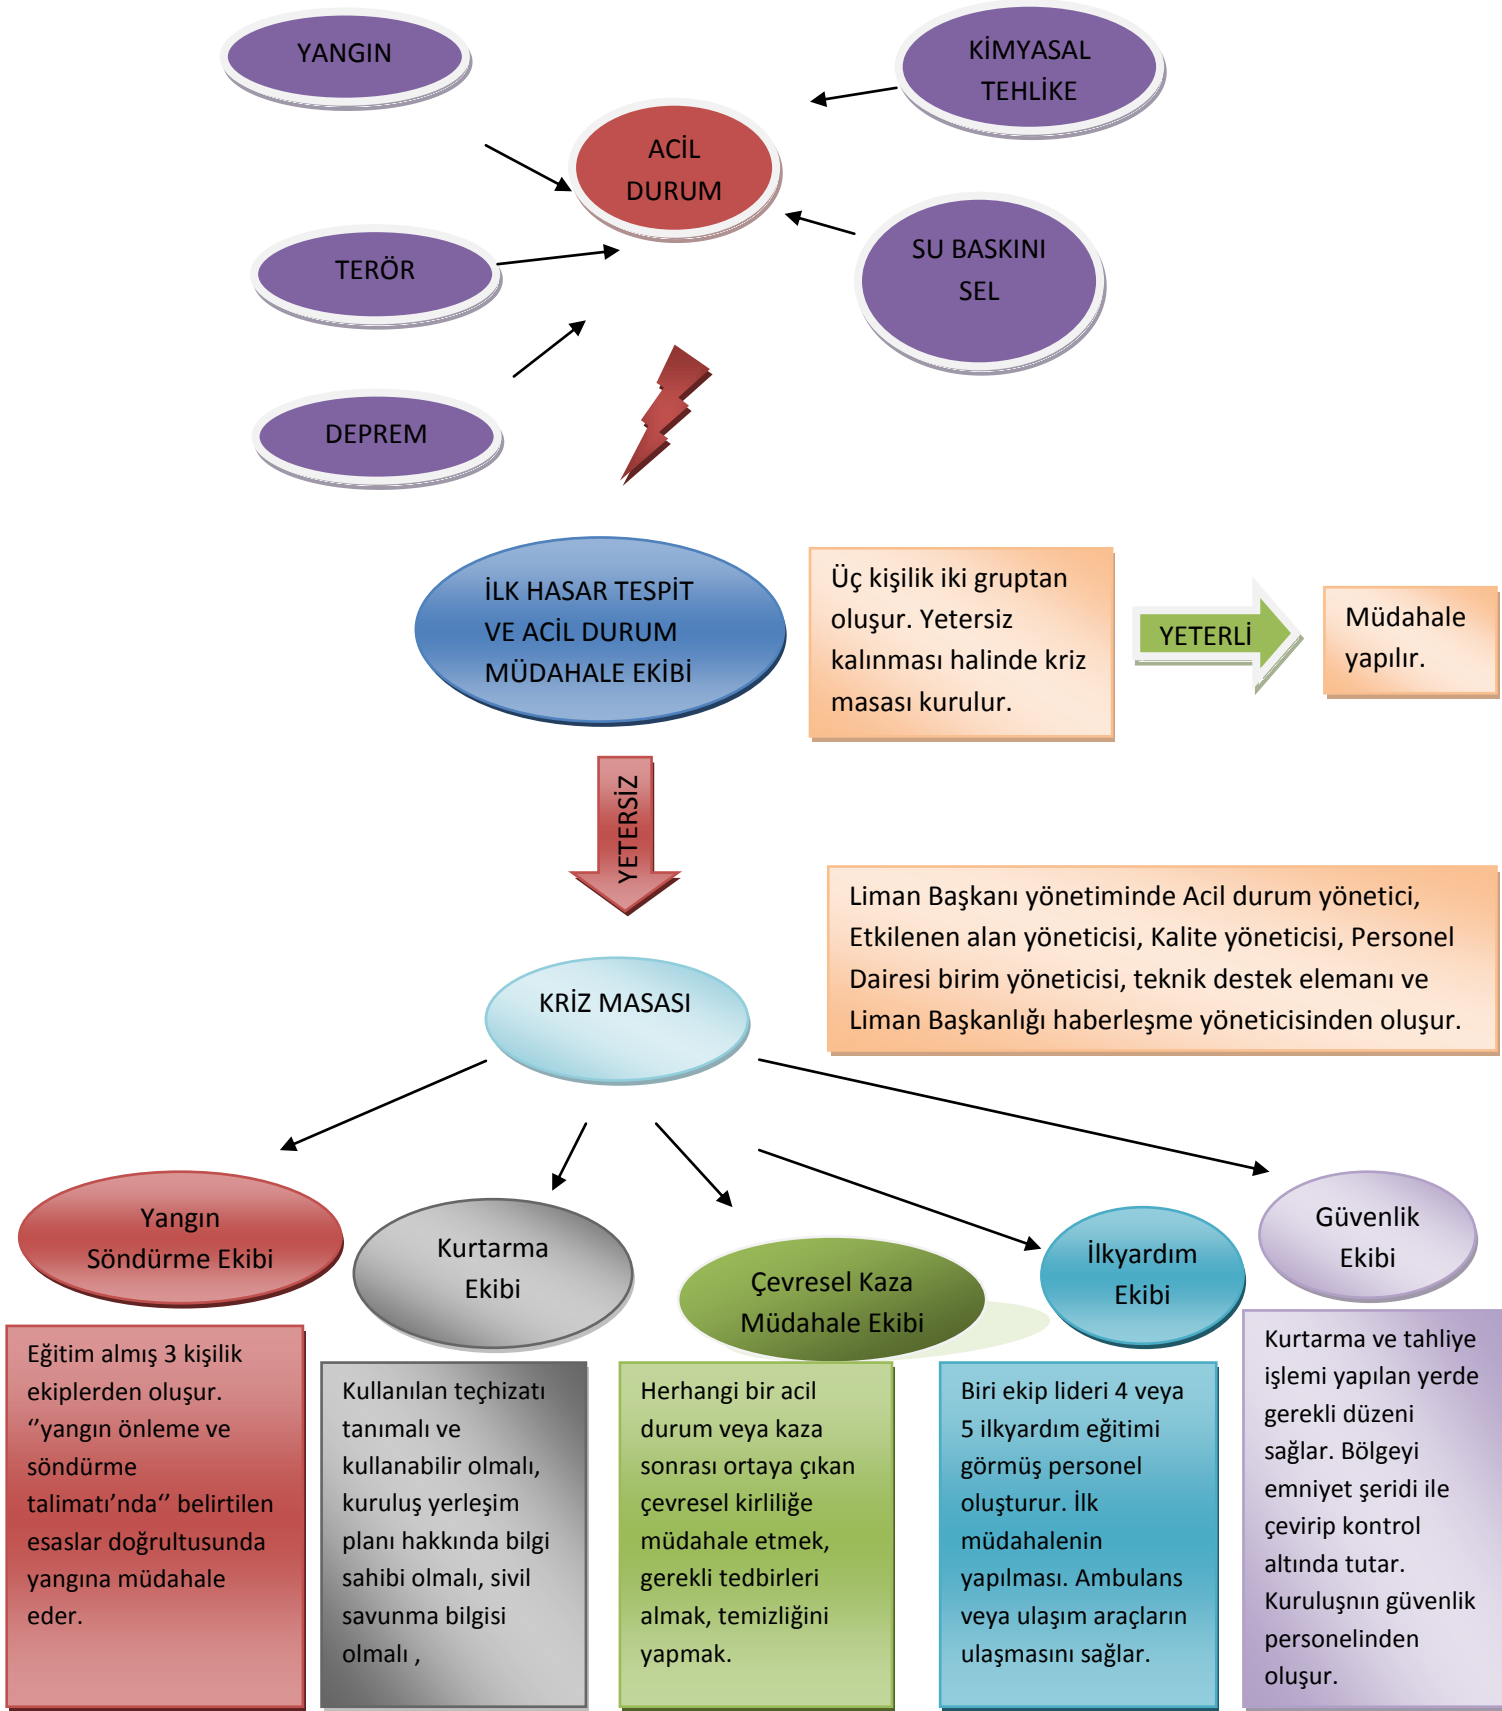 YANGIN
KİMYASAL
TEHLİKE
ACİL
DURUM
TERÖR
SU BASKINI
SEL
DEPREM
İLK HASAR TESPİT
VE ACİL DURUM
MÜDAHALE EKİBİ
Üç kişilik iki gruptan
oluşur. Yetersiz
kalınması halinde kriz
masası kurulur.
YETERLİ
Müdahale
yapılır.
YETERSİZ
Liman Başkanı yönetiminde Acil durum yönetici,
Etkilenen alan yöneticisi, Kalite yöneticisi, Personel
Dairesi birim yöneticisi, teknik destek elemanı ve
Liman Başkanlığı haberleşme yöneticisinden oluşur.
KRİZ MASASI
Yangın
Söndürme Ekibi
Kurtarma
Ekibi
Çevresel Kaza
Müdahale Ekibi
İlkyardım
Ekibi
Güvenlik
Ekibi
Eğitim almış 3 kişilik
ekiplerden oluşur.
‘’yangın önleme ve
söndürme
talimatı’nda‘’ belirtilen
esaslar doğrultusunda
yangına müdahale
eder.
Kullanılan teçhizatı
tanımalı ve
kullanabilir olmalı,
kuruluş yerleşim
planı hakkında bilgi
sahibi olmalı, sivil
savunma bilgisi
olmalı ,
Herhangi bir acil
durum veya kaza
sonrası ortaya çıkan
çevresel kirliliğe
müdahale etmek,
gerekli tedbirleri
almak, temizliğini
yapmak.
Biri ekip lideri 4 veya
5 ilkyardım eğitimi
görmüş personel
oluşturur. İlk
müdahalenin
yapılması. Ambulans
veya ulaşım araçların
ulaşmasını sağlar.
Kurtarma ve tahliye
işlemi yapılan yerde
gerekli düzeni
sağlar. Bölgeyi
emniyet şeridi ile
çevirip kontrol
altında tutar.
Kuruluşnın güvenlik
personelinden
oluşur.